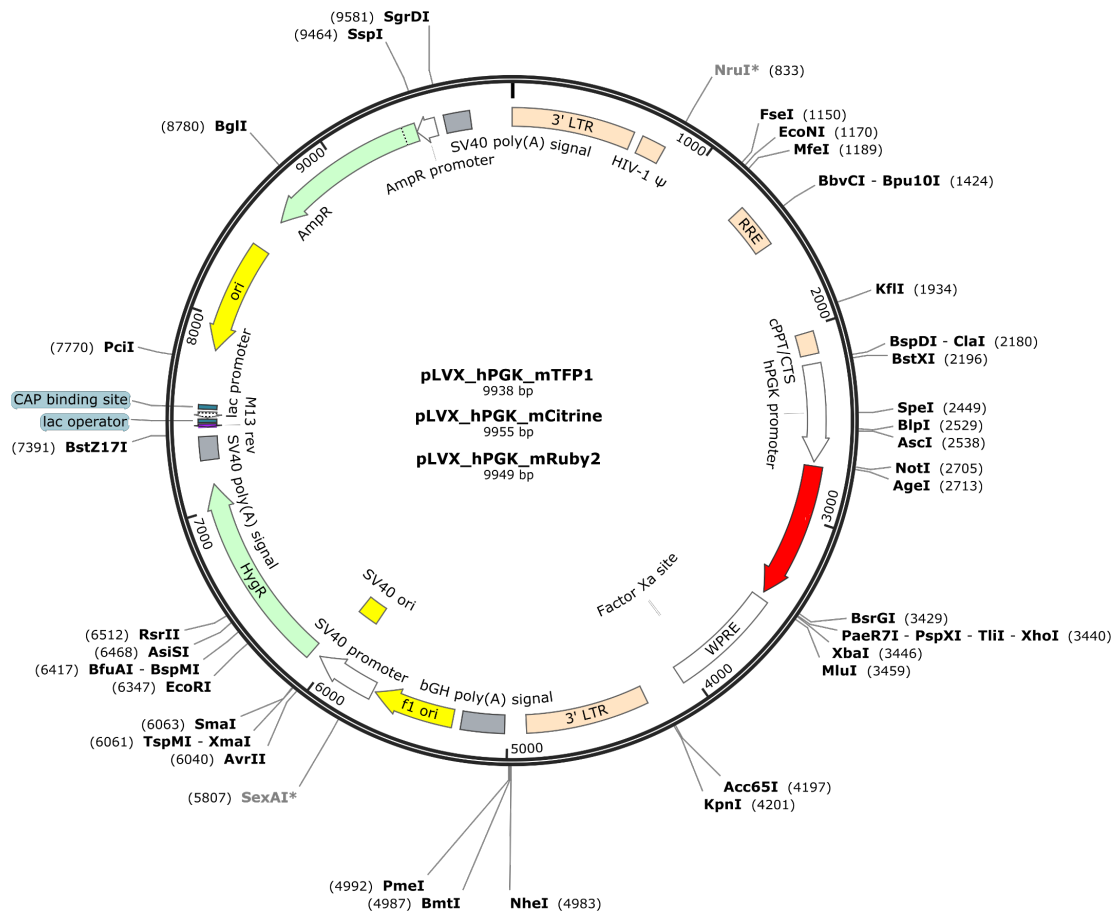 (9581) SgrDI
(9464) SspI
NruI* (833)
FseI (1150)
EcoNI (1170)
MfeI (1189)
BbvCI - Bpu10I (1424)
KflI (1934)
BspDI - ClaI (2180)
BstXI (2196)
SpeI (2449)
BlpI (2529)
AscI (2538)
NotI (2705)
AgeI (2713)
BsrGI (3429)
PaeR7I - PspXI - TliI - XhoI (3440)
XbaI (3446)
MluI (3459)
Acc65I (4197)
KpnI (4201)
NheI (4983)
(4987) BmtI
(4992) PmeI
(5807) SexAI*
(6040) AvrII
(6061) TspMI - XmaI
(6063) SmaI
(6347) EcoRI
(6417) BfuAI - BspMI
(6468) AsiSI
(6512) RsrII
(7391) BstZ17I
lac operator
CAP binding site
(7770) PciI
(8780) BglI
1000
2000
3000
4000
5000
6000
7000
8000
9000
3' LTR
HIV-1 Ψ
RRE
cPPT/CTS
hPGK promoter
WPRE
Factor Xa site
3' LTR
bGH poly(A) signal
f1 ori
SV40 promoter
SV40 ori
HygR
SV40 poly(A) signal
M13 rev
lac promoter
ori
AmpR
AmpR promoter
SV40 poly(A) signal
pLVX_hPGK_mTFP1
9938 bp
pLVX_hPGK_mCitrine
9955 bp
pLVX_hPGK_mRuby2
9949 bp